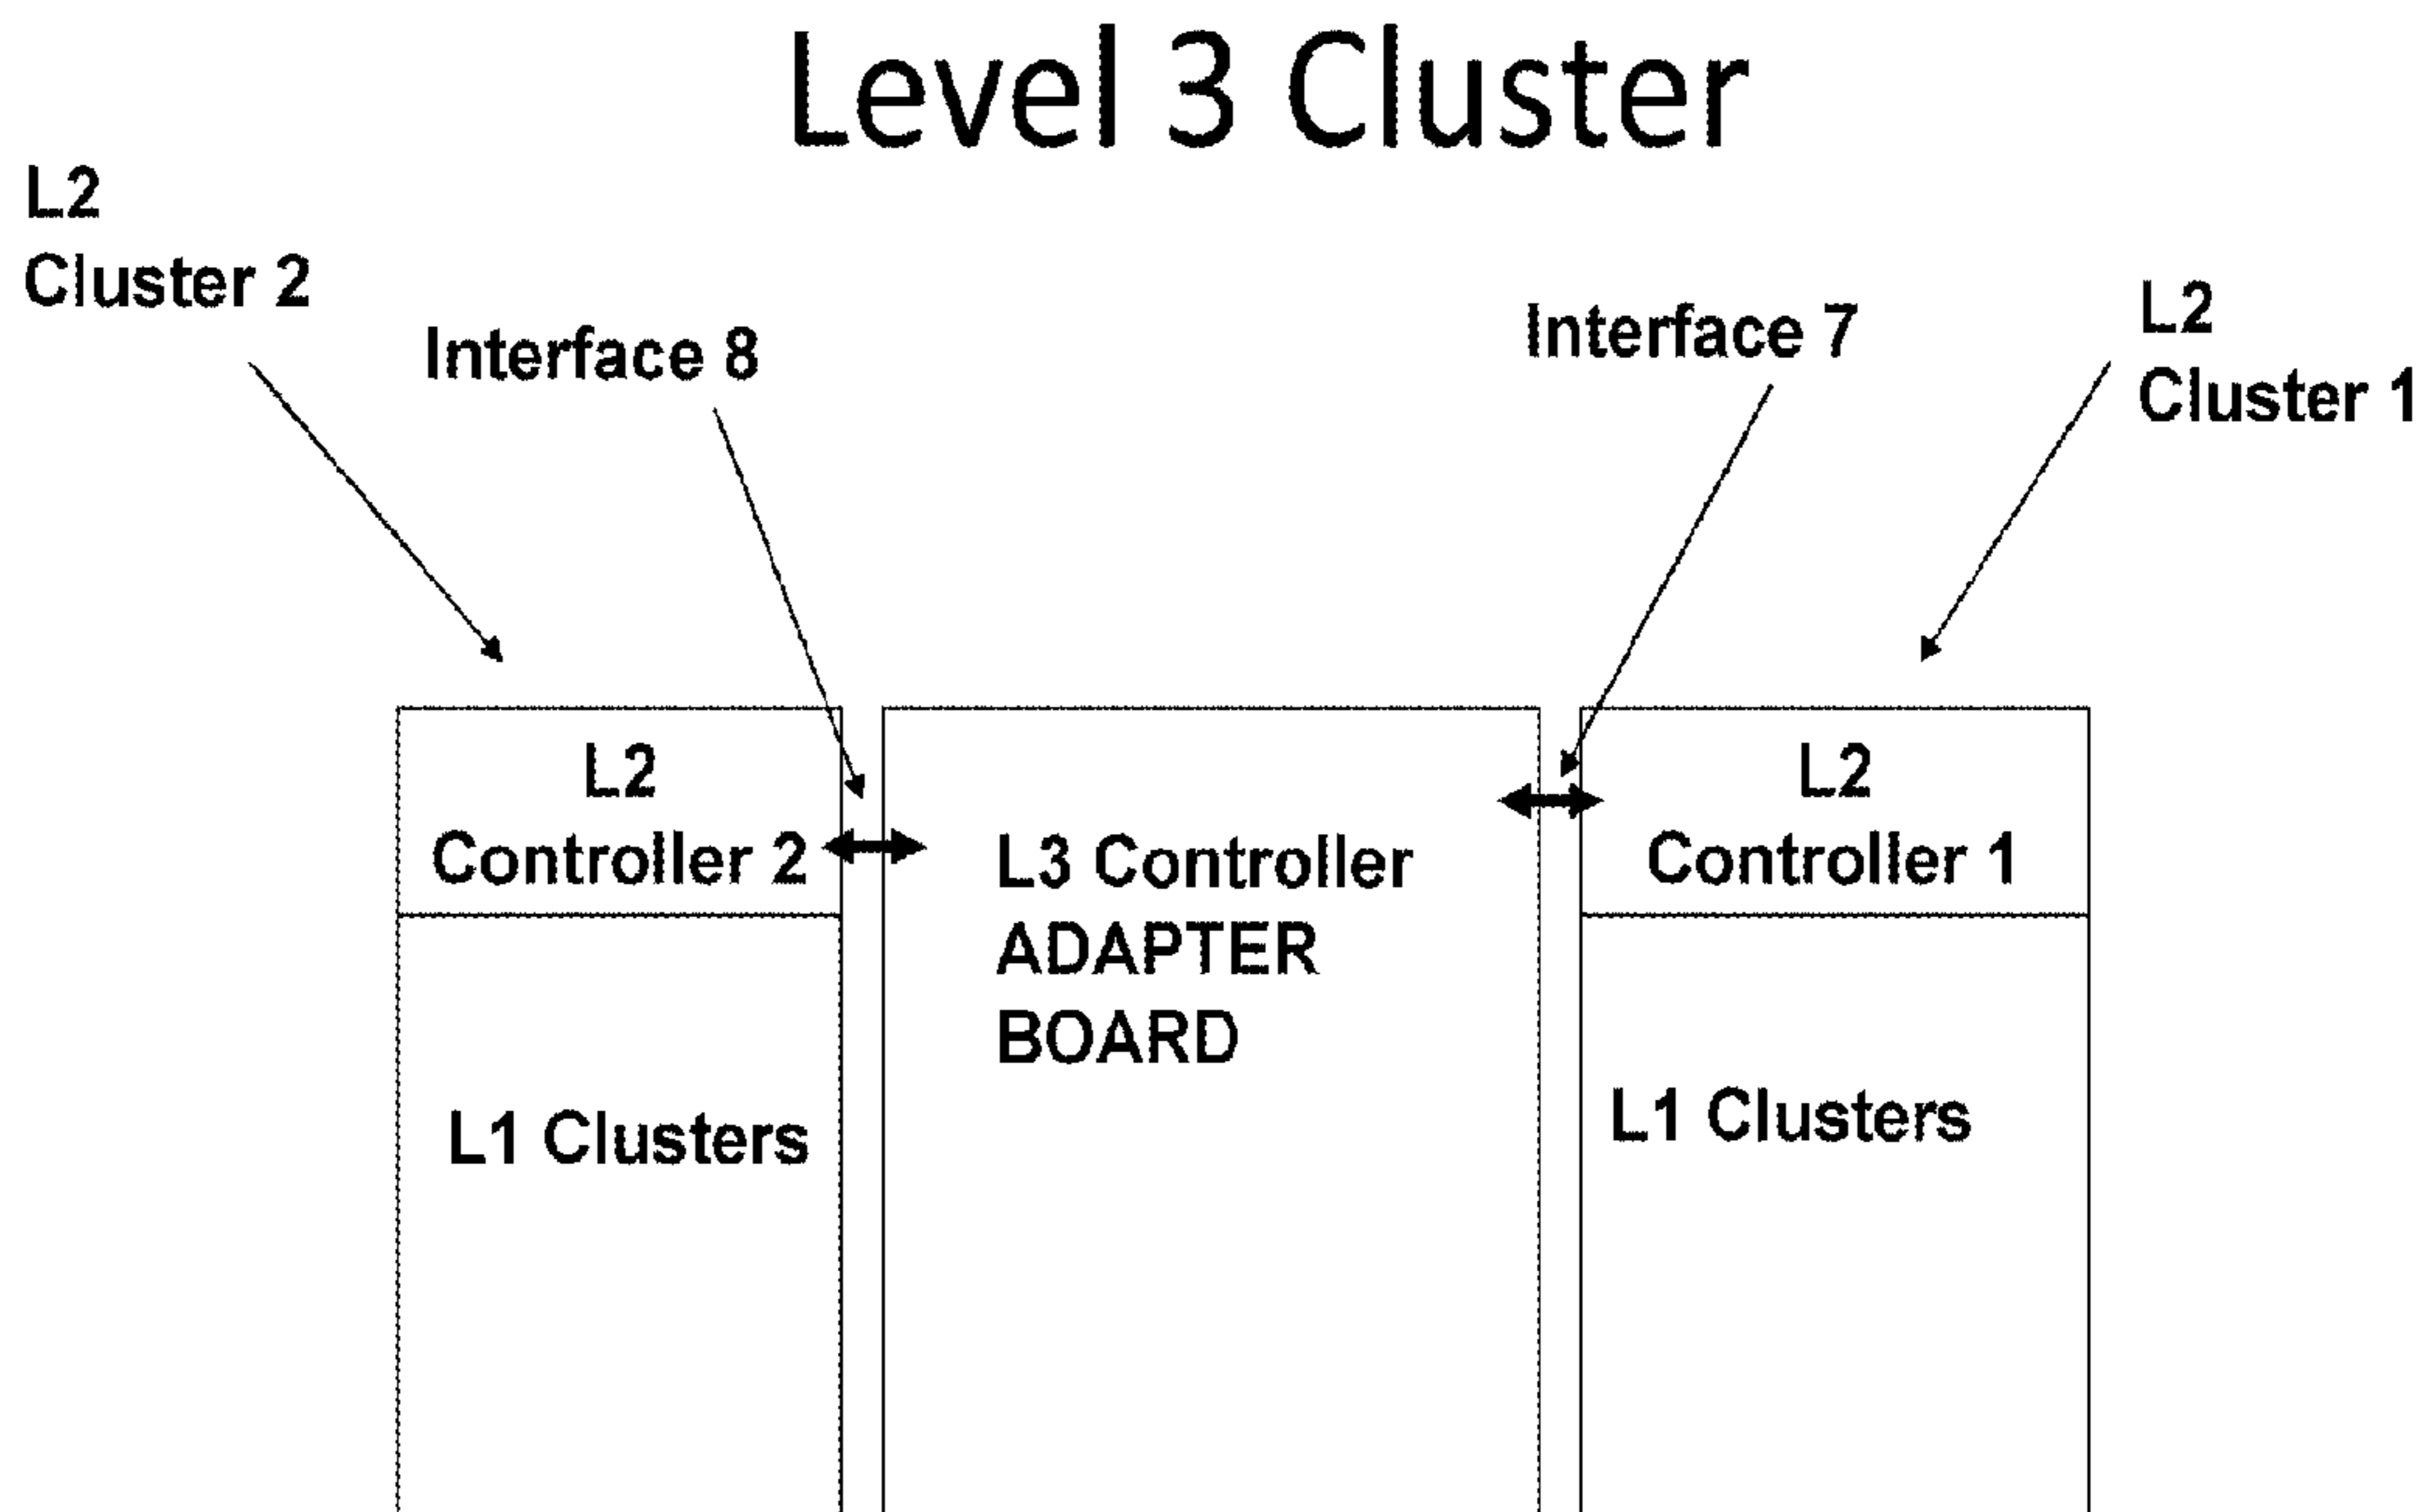 Level 3 Cluster
L2
Cluster 2
Interface 8
Interface 7
L2
Cluster 1
L2
Controller 2
L3 Controller
ADAPTER
BOARD
L2
Controller 1
L1 Clusters
L1 Clusters